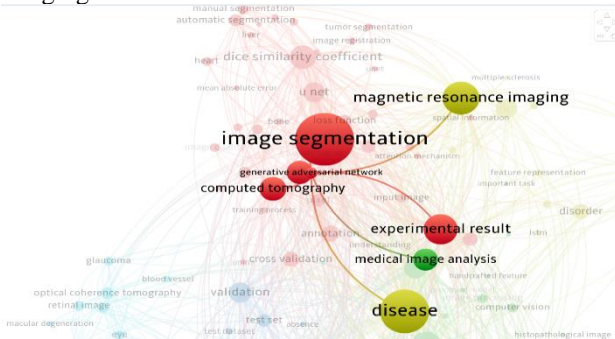 manual segmentation
automatic segmentation
tumor segmentation
liver
image registration
heart
dice similarity coefficient
multiple sclerosis
mean absolute error
u net
magnetic resonance imaging
bone
loss function
spatial information
image segmentation
attention mechanism
generative adversarial network
feature representation
computed tomography
important task
input image
training process
disorder
experimental result
annotation
lstm
understanding
glaucoma
cross validation
medical image analysis
blood vessel
handcrafted feature
optical coherence tomography
validation
retinal image
disease
computer vision
macular degeneration
test set
absence
eye
test dataset
histopathological image